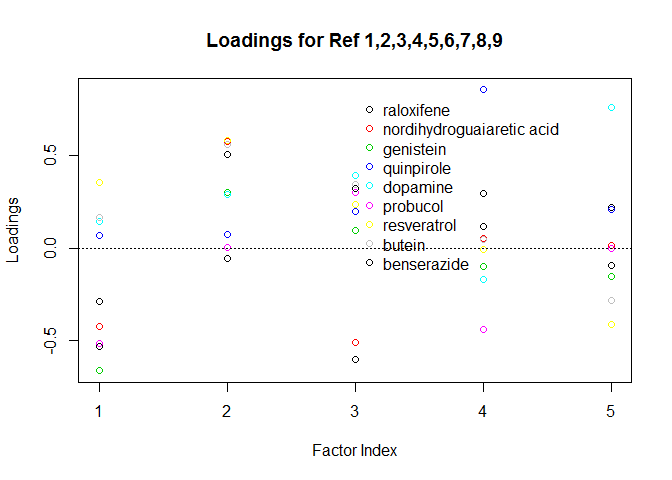 Loadings for Ref 1,2,3,4,5,6,7,8,9
Loadings
0.5
0.0
-0.5
raloxifene
nordihydroguaiaretic acid
genistein
quinpirole
dopamine
probucol
resveratrol
butein
benserazide
1 2 3 4 5
Factor Index